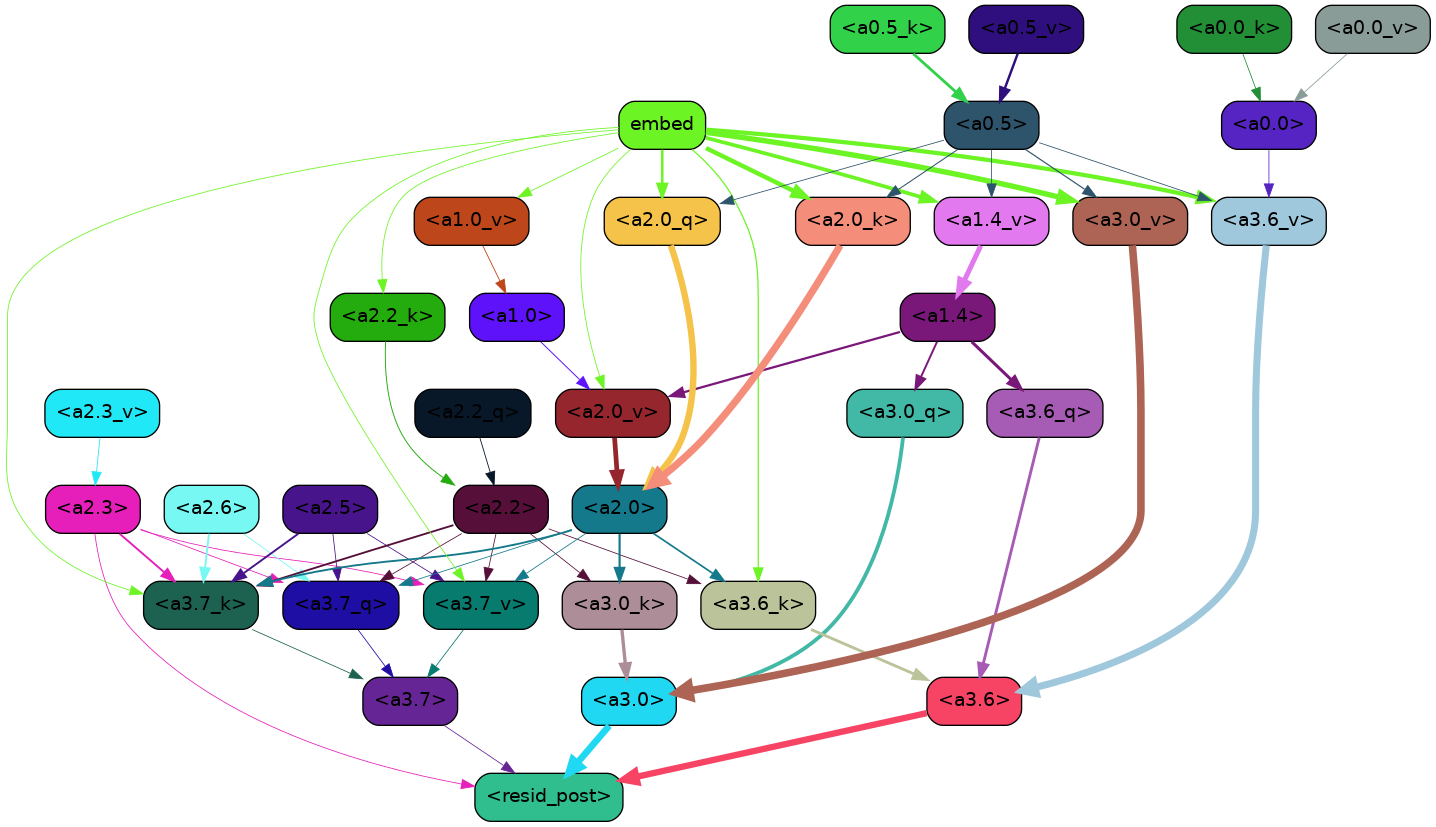 <a0.5_k> <a0.5_v> <a0.0_k> <a0.0_v>
embed <a0.5> <a0.0>
<a1.0_v> <a2.0_q> <a2.0_k> <a1.4_v> <a3.0_v> <a3.6_v>
<a2.2_k> <a1.0> <a1.4>
<a2.3_v> <a2.2_q> <a2.0_v> <a3.0_q> <a3.6_q>
<a2.3> <a2.6> <a2.5> <a2.2> <a2.0>
<a3.7_k> <a3.7_q> <a3.7_v> <a3.0_k> <a3.6_k>
<a3.7> <a3.0> <a3.6>
<resid_post>